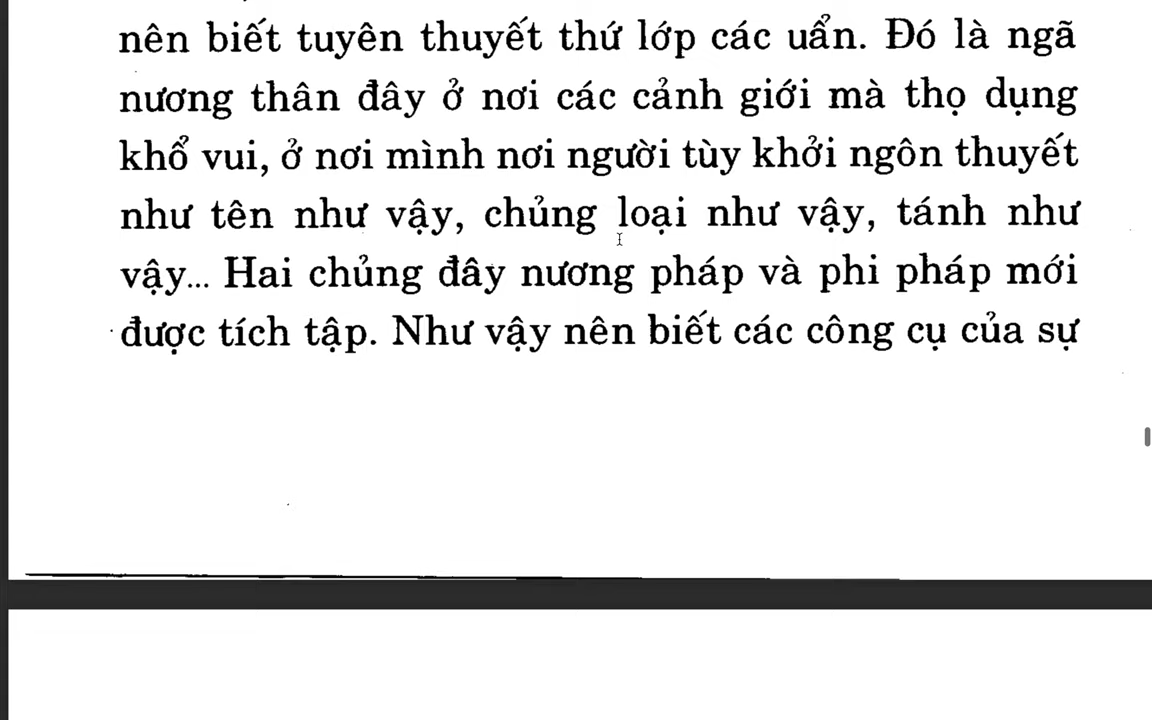 nên biết tuyên thuyết thứ lớp các uẩn. Đó là ngã
nương thân đây ở nơi các cảnh giới mà thọ dụng
khổ vui, ở nơi mình nơi người tùy khởi ngôn thuyết
như tên như vậy, chủng loại như vậy, tánh như
vậy... Hai chủng đây nương pháp và phi pháp mới
được tích tập. Như vậy nên biết các công cụ của sự